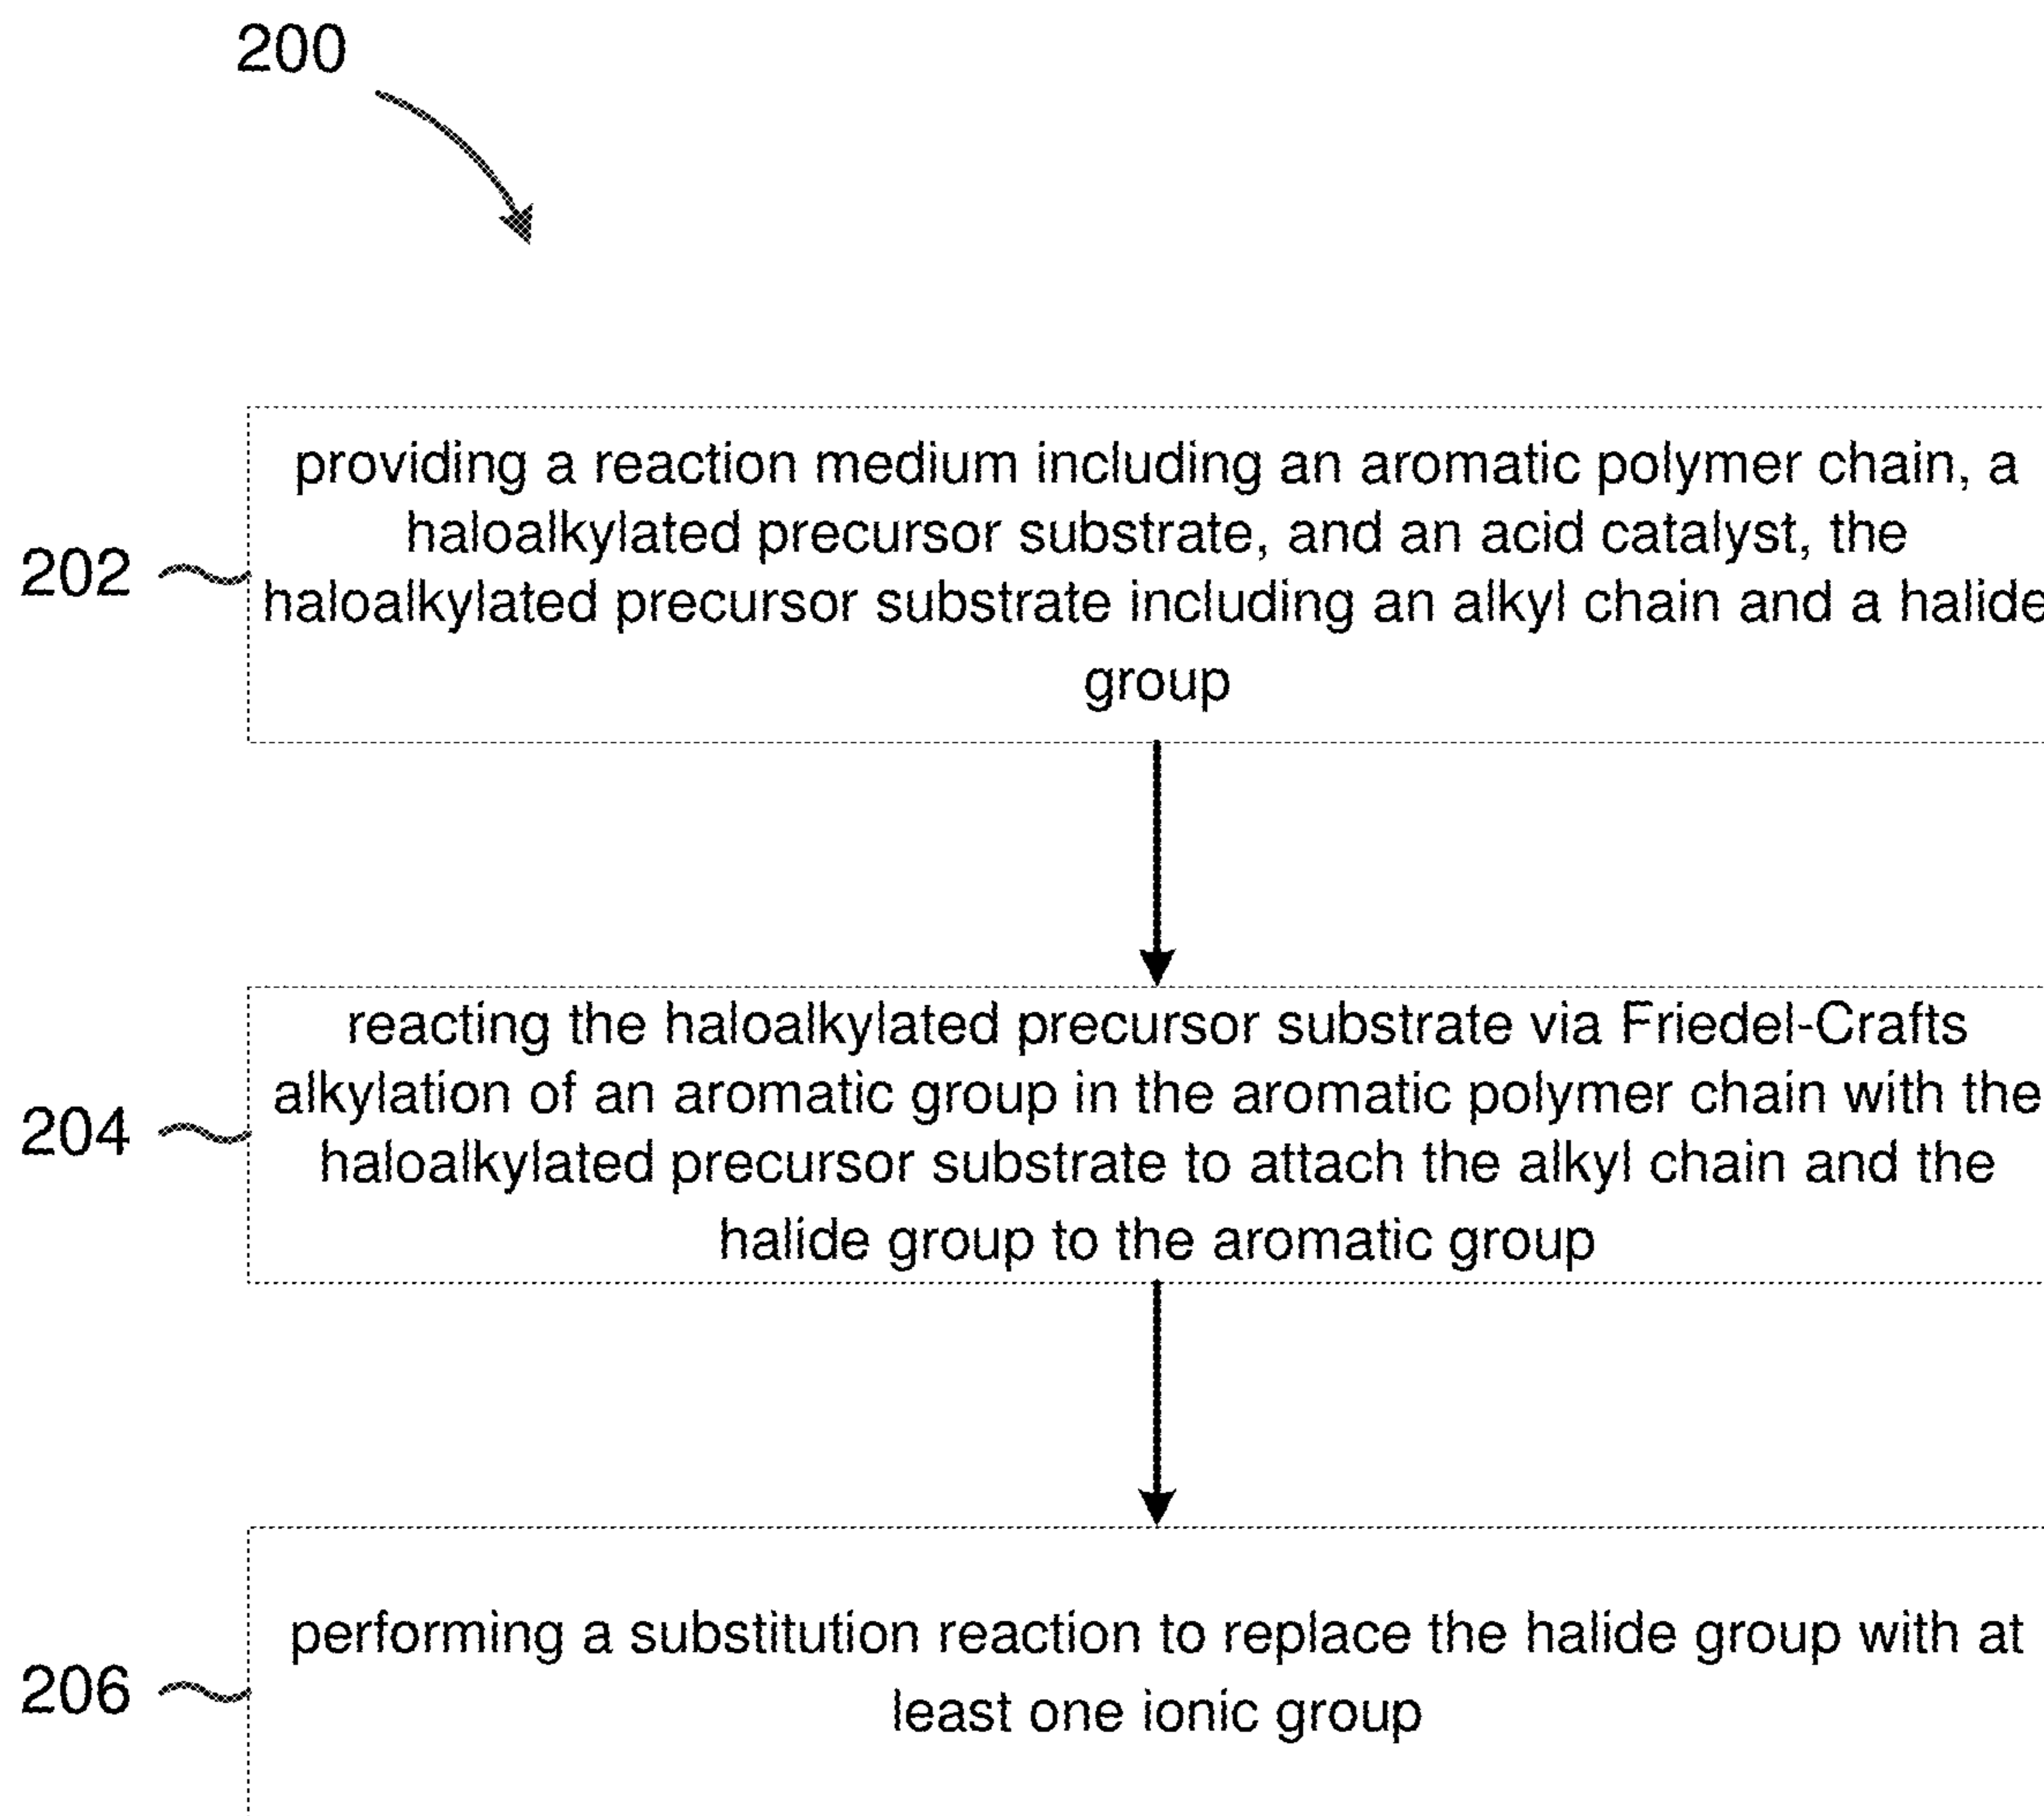 200
providing a reaction medium including an aromatic polymer chain, a
haloalkylated precursor substrate, and an acid catalyst, the
202
haloalkylated precursor substrate including an alkyl chain and a halide
group
reacting the haloalkylated precursor substrate via Friedel-Crafts
alkylation of an aromatic group in the aromatic polymer chain with the
204
haloalkylated precursor substrate to attach the alkyl chain and the
halide group to the aromatic group
performing a substitution reaction to replace the halide group with at
206
least one ionic group